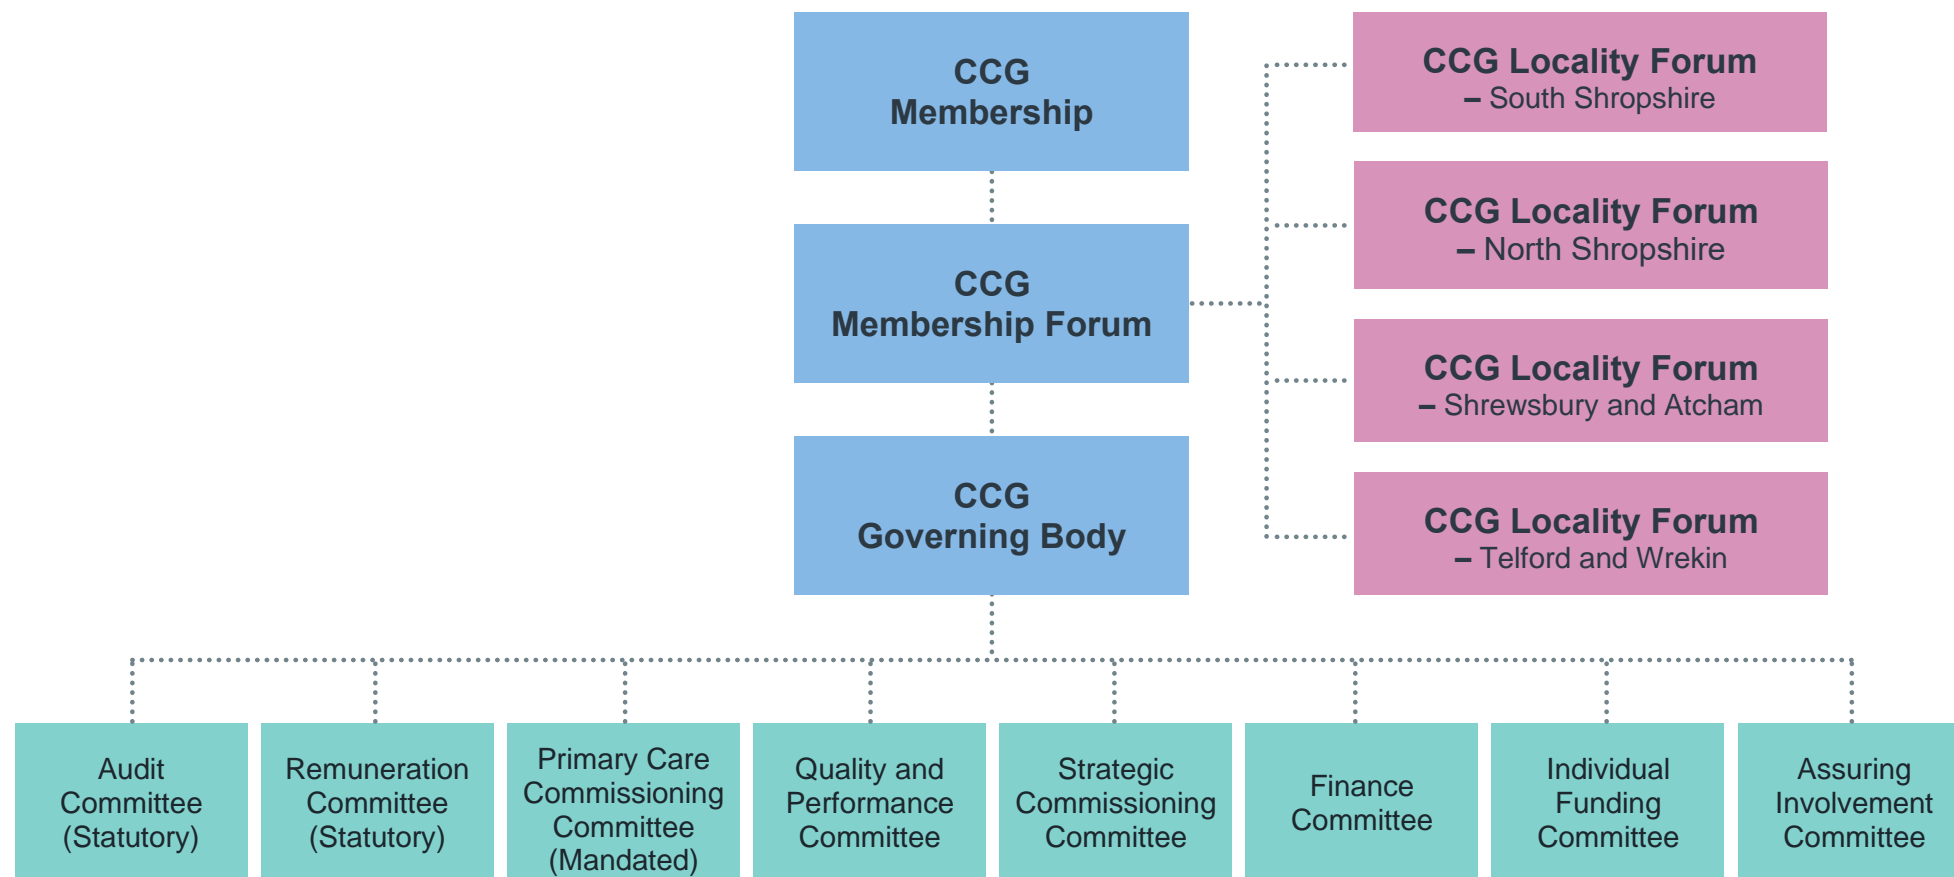 CCG
Membership
CCG
Membership Forum
CCG
Governing Body
CCG Locality Forum
– South Shropshire
CCG Locality Forum
– North Shropshire
CCG Locality Forum
– Shrewsbury and Atcham
CCG Locality Forum
– Telford and Wrekin
Audit
Committee
(Statutory)
Remuneration
Committee
(Statutory)
Primary Care
Commissioning
Committee
(Mandated)
Quality and
Performance
Committee
Strategic
Commissioning
Committee
Finance
Committee
Individual
Funding
Committee
Assuring
Involvement
Committee